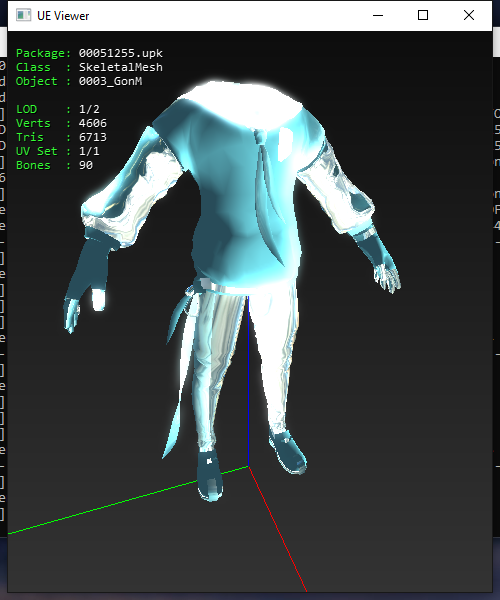 UE Viewer
Package: 00051255.upk
Class : SkeletalMesh
Object : 0003_GonM
LOD : 1/2
Verts : 4606
Tris : 6713
UV Set : 1/1
Bones : 90